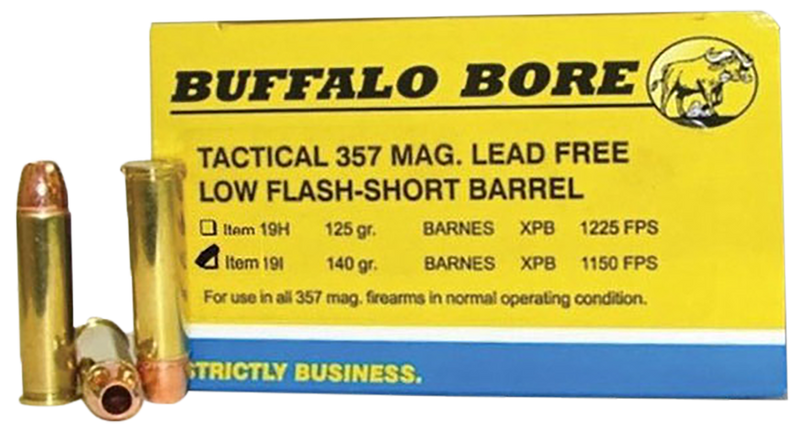 BUFFALO BORE
TACTICAL 357 MAG. LEAD FREE
LOW FLASH-SHORT BARREL
Item 19H 125 gr. BARNES XPB 1225 FPS
Item 19I 140 gr. BARNES XPB 1150 FPS
For use in all 357 mag. firearms in normal operating condition.
STRICTLY BUSINESS.